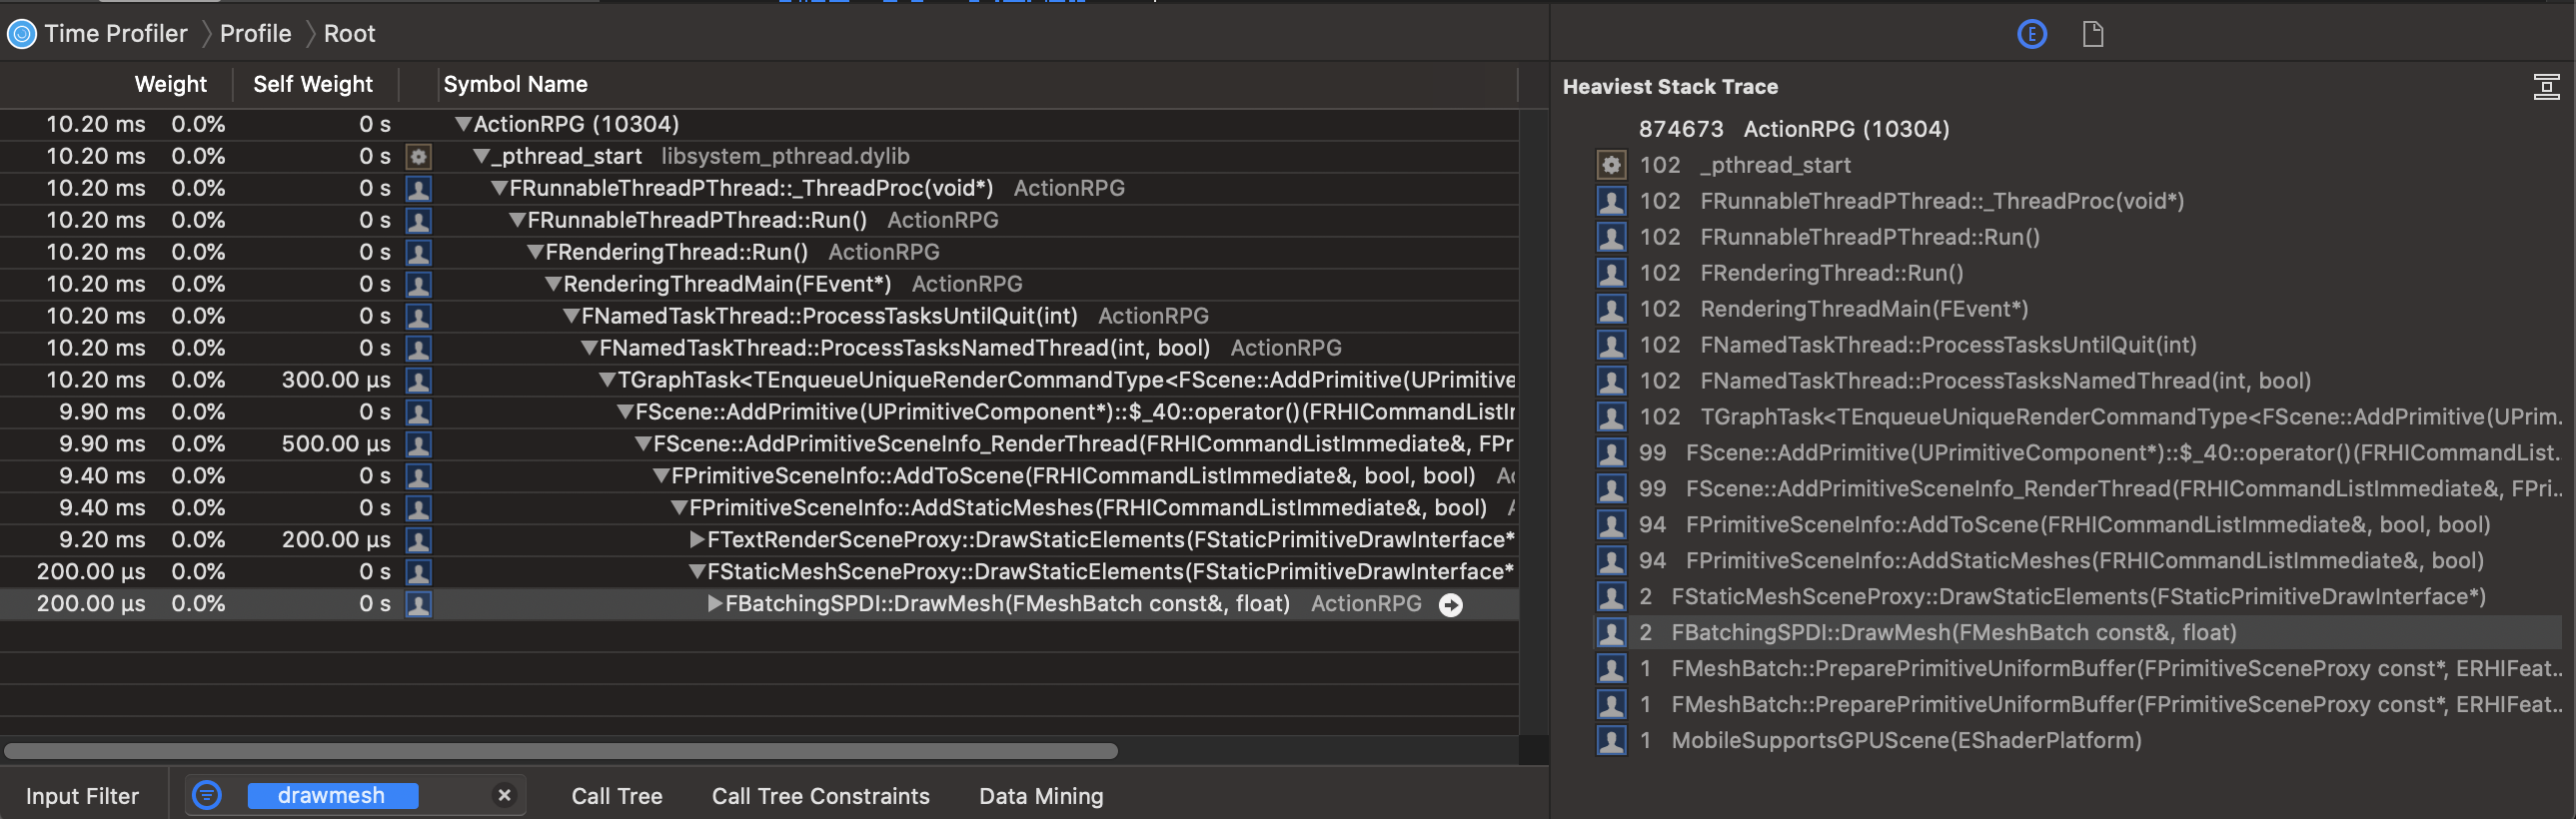 Time Profiler Profile Root
Weight Self Weight Symbol Name
10.20 ms 0.0% 0 s ActionRPG (10304)
10.20 ms 0.0% 0 s _pthread_start libsystem_pthread.dylib
10.20 ms 0.0% 0 s FRunnableThreadPThread::_ThreadProc(void*) ActionRPG
10.20 ms 0.0% 0 s FRunnableThreadPThread::Run() ActionRPG
10.20 ms 0.0% 0 s FRenderingThread::Run() ActionRPG
10.20 ms 0.0% 0 s RenderingThreadMain(FEvent*) ActionRPG
10.20 ms 0.0% 0 s FNamedTaskThread::ProcessTasksUntilQuit(int) ActionRPG
10.20 ms 0.0% 0 s FNamedTaskThread::ProcessTasksNamedThread(int, bool) ActionRPG
10.20 ms 0.0% 300.00 µs TGraphTask<TEnqueueUniqueRenderCommandType<FScene::AddPrimitive(UPrimitive
9.90 ms 0.0% 0 s FScene::AddPrimitive(UPrimitiveComponent*)::$_40::operator()(FRHICommandListI
9.90 ms 0.0% 500.00 µs FScene::AddPrimitiveSceneInfo_RenderThread(FRHICommandListImmediate&, FPr
9.40 ms 0.0% 0 s FPrimitiveSceneInfo::AddToScene(FRHICommandListImmediate&, bool, bool) A
9.40 ms 0.0% 0 s FPrimitiveSceneInfo::AddStaticMeshes(FRHICommandListImmediate&, bool)
9.20 ms 0.0% 200.00 µs FTextRenderSceneProxy::DrawStaticElements(FStaticPrimitiveDrawInterface*
200.00 µs 0.0% 0 s FStaticMeshSceneProxy::DrawStaticElements(FStaticPrimitiveDrawInterface*
200.00 µs 0.0% 0 s FBatchingSPDI::DrawMesh(FMeshBatch const&, float) ActionRPG
Input Filter drawmesh Call Tree Call Tree Constraints Data Mining
E
Heaviest Stack Trace
874673 ActionRPG (10304)
102 _pthread_start
102 FRunnableThreadPThread::_ThreadProc(void*)
102 FRunnableThreadPThread::Run()
102 FRenderingThread::Run()
102 RenderingThreadMain(FEvent*)
102 FNamedTaskThread::ProcessTasksUntilQuit(int)
102 FNamedTaskThread::ProcessTasksNamedThread(int, bool)
102 TGraphTask<TEnqueueUniqueRenderCommandType<FScene::AddPrimitive(UPrim...
99 FScene::AddPrimitive(UPrimitiveComponent*)::$_40::operator()(FRHICommandList...
99 FScene::AddPrimitiveSceneInfo_RenderThread(FRHICommandListImmediate&, FPri...
94 FPrimitiveSceneInfo::AddToScene(FRHICommandListImmediate&, bool, bool)
94 FPrimitiveSceneInfo::AddStaticMeshes(FRHICommandListImmediate&, bool)
2 FStaticMeshSceneProxy::DrawStaticElements(FStaticPrimitiveDrawInterface*)
2 FBatchingSPDI::DrawMesh(FMeshBatch const&, float)
1 FMeshBatch::PreparePrimitiveUniformBuffer(FPrimitiveSceneProxy const*, ERHIFeat...
1 FMeshBatch::PreparePrimitiveUniformBuffer(FPrimitiveSceneProxy const*, ERHIFeat...
1 MobileSupportsGPUScene(EShaderPlatform)